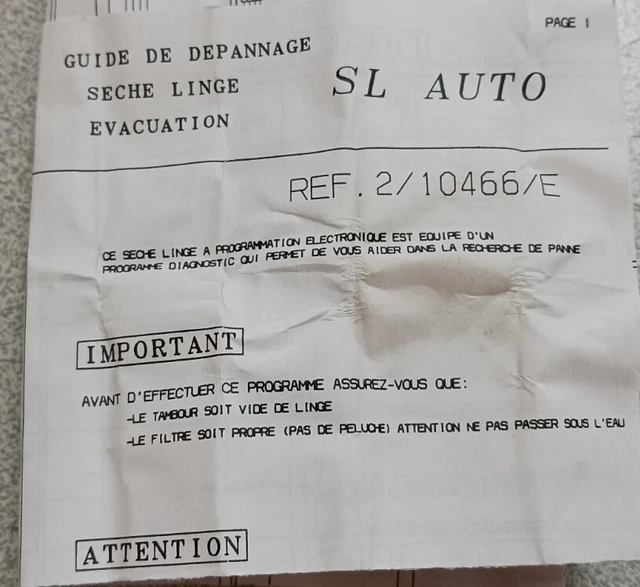 PAGE 1
GUIDE DE DEPANNAGE
SECHE LINGE
SL AUTO
EVACUATION
REF. 2/10466/E
CE SECHE LINGE A PROGRAMMATION ELECTRONIQUE EST EQUIPE D'UN
PROGRAMME DIAGNOSTIC QUI PERMET DE VOUS AIDER DANS LA RECHERCHE DE PANNE
IMPORTANT
AVANT D'EFFECTUER CE PROGRAMME ASSUREZ-VOUS QUE:
-LE TAMBOUR SOIT VIDE DE LINGE
-LE FILTRE SOIT PROPRE (PAS DE PELUCHE) ATTENTION NE PAS PASSER SOUS L'EAU
ATTENTION